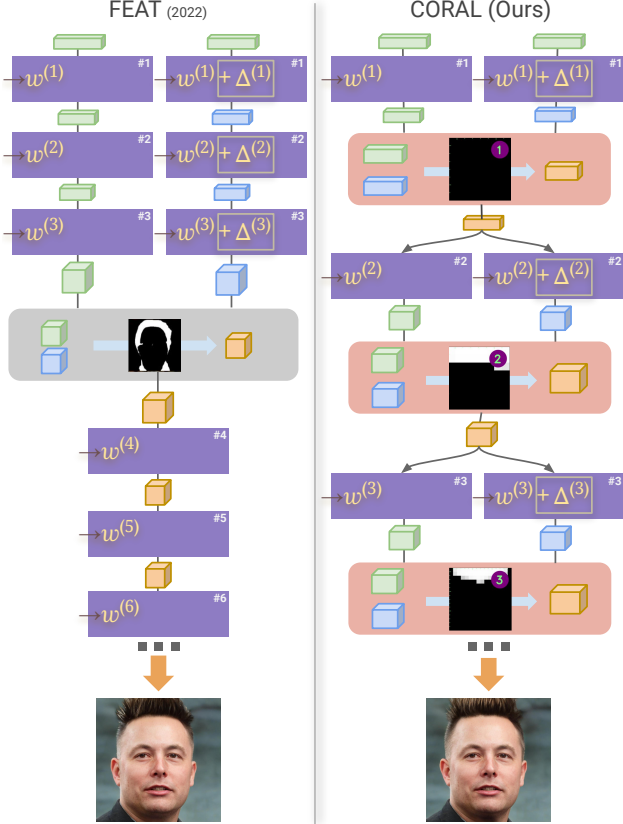 FEAT (2022)
CORAL (Ours)
w(1) #1
w(1) + Δ(1) #1
w(2) #2
w(2) + Δ(2) #2
w(3) #3
w(3) + Δ(3) #3
w(4) #4
w(5) #5
w(6) #6
w(1) #1
w(1) + Δ(1) #1
1
w(2) #2
w(2) + Δ(2) #2
2
w(3) #3
w(3) + Δ(3) #3
3